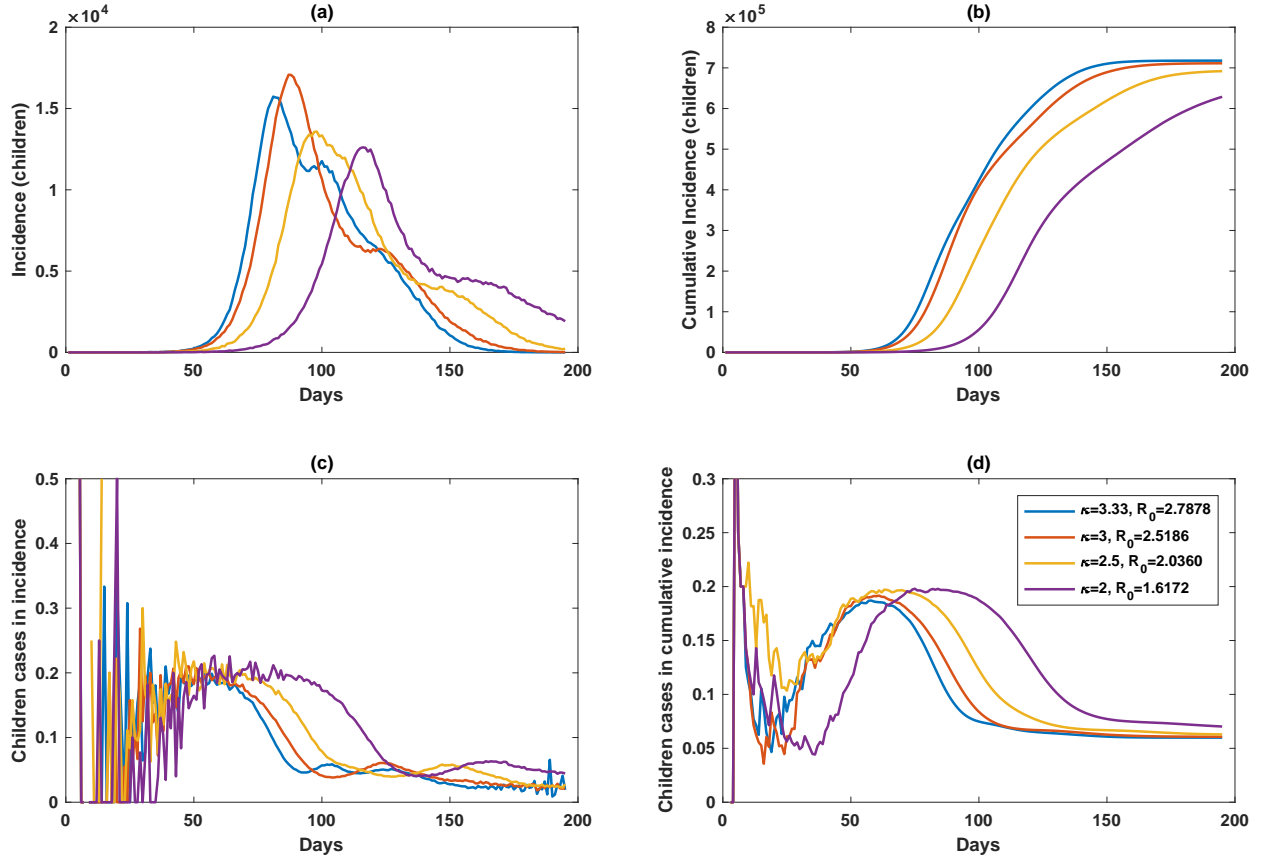 (a)
×10⁴
2
1.5
1
0.5
0
Incidence (children)
0 50 100 150 200
Days
(b)
×10⁵
8
7
6
5
4
3
2
1
0
Cumulative Incidence (children)
0 50 100 150 200
Days
(c)
0.5
0.4
0.3
0.2
0.1
0
Children cases in incidence
0 50 100 150 200
Days
(d)
0.3
0.25
0.2
0.15
0.1
0.05
0
Children cases in cumulative incidence
κ=3.33, R₀=2.7878
κ=3, R₀=2.5186
κ=2.5, R₀=2.0360
κ=2, R₀=1.6172
0 50 100 150 200
Days